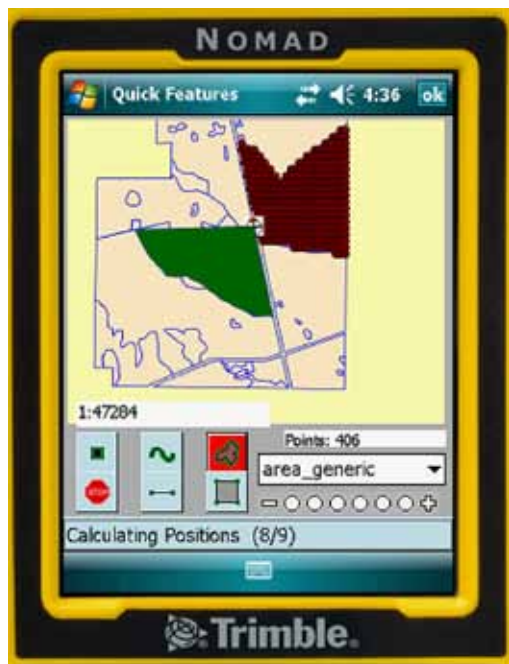 NOMAD
Quick Features 4:36 ok
1:47284
Points: 406
STOP
area_generic
Calculating Positions (8/9)
Trimble.